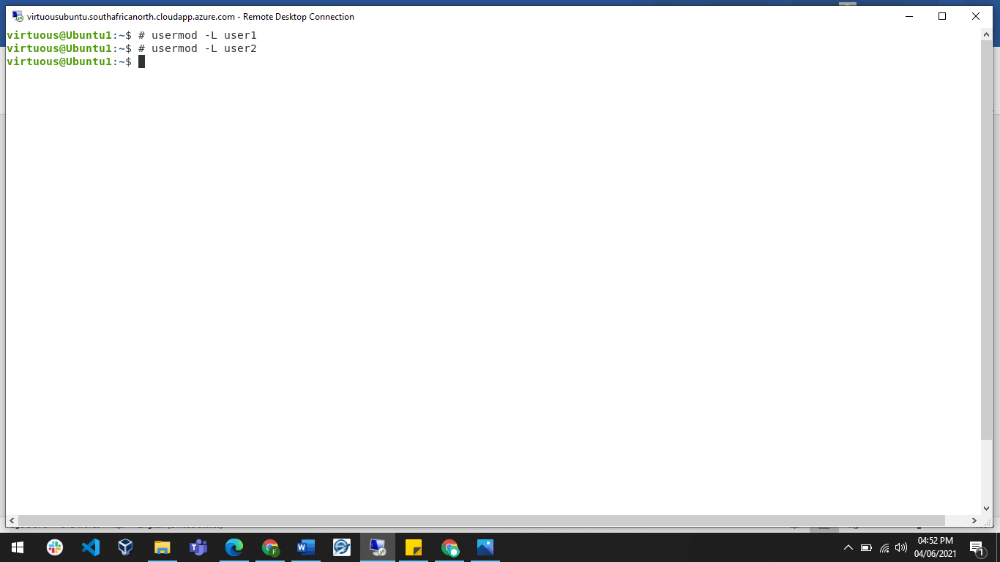 virtuousubuntu.southafricanorth.cloudapp.azure.com - Remote Desktop Connection
virtuous@Ubuntu1:~$ # usermod -L user1
virtuous@Ubuntu1:~$ # usermod -L user2
virtuous@Ubuntu1:~$
F
W
04:52 PM
04/06/2021
1